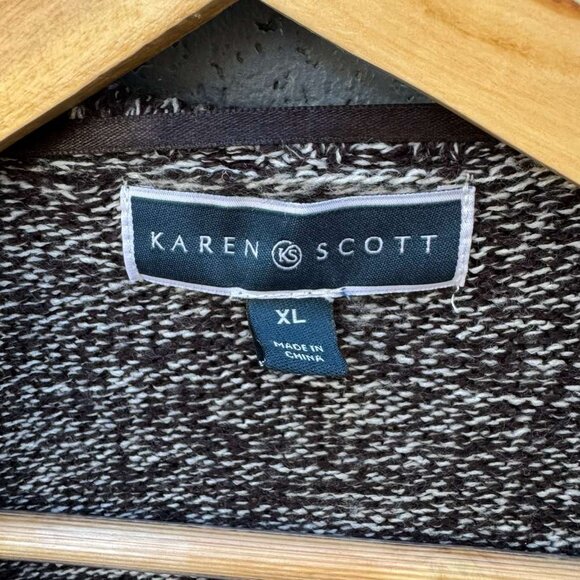 KAREN KS SCOTT
XL
MADE IN
CHINA